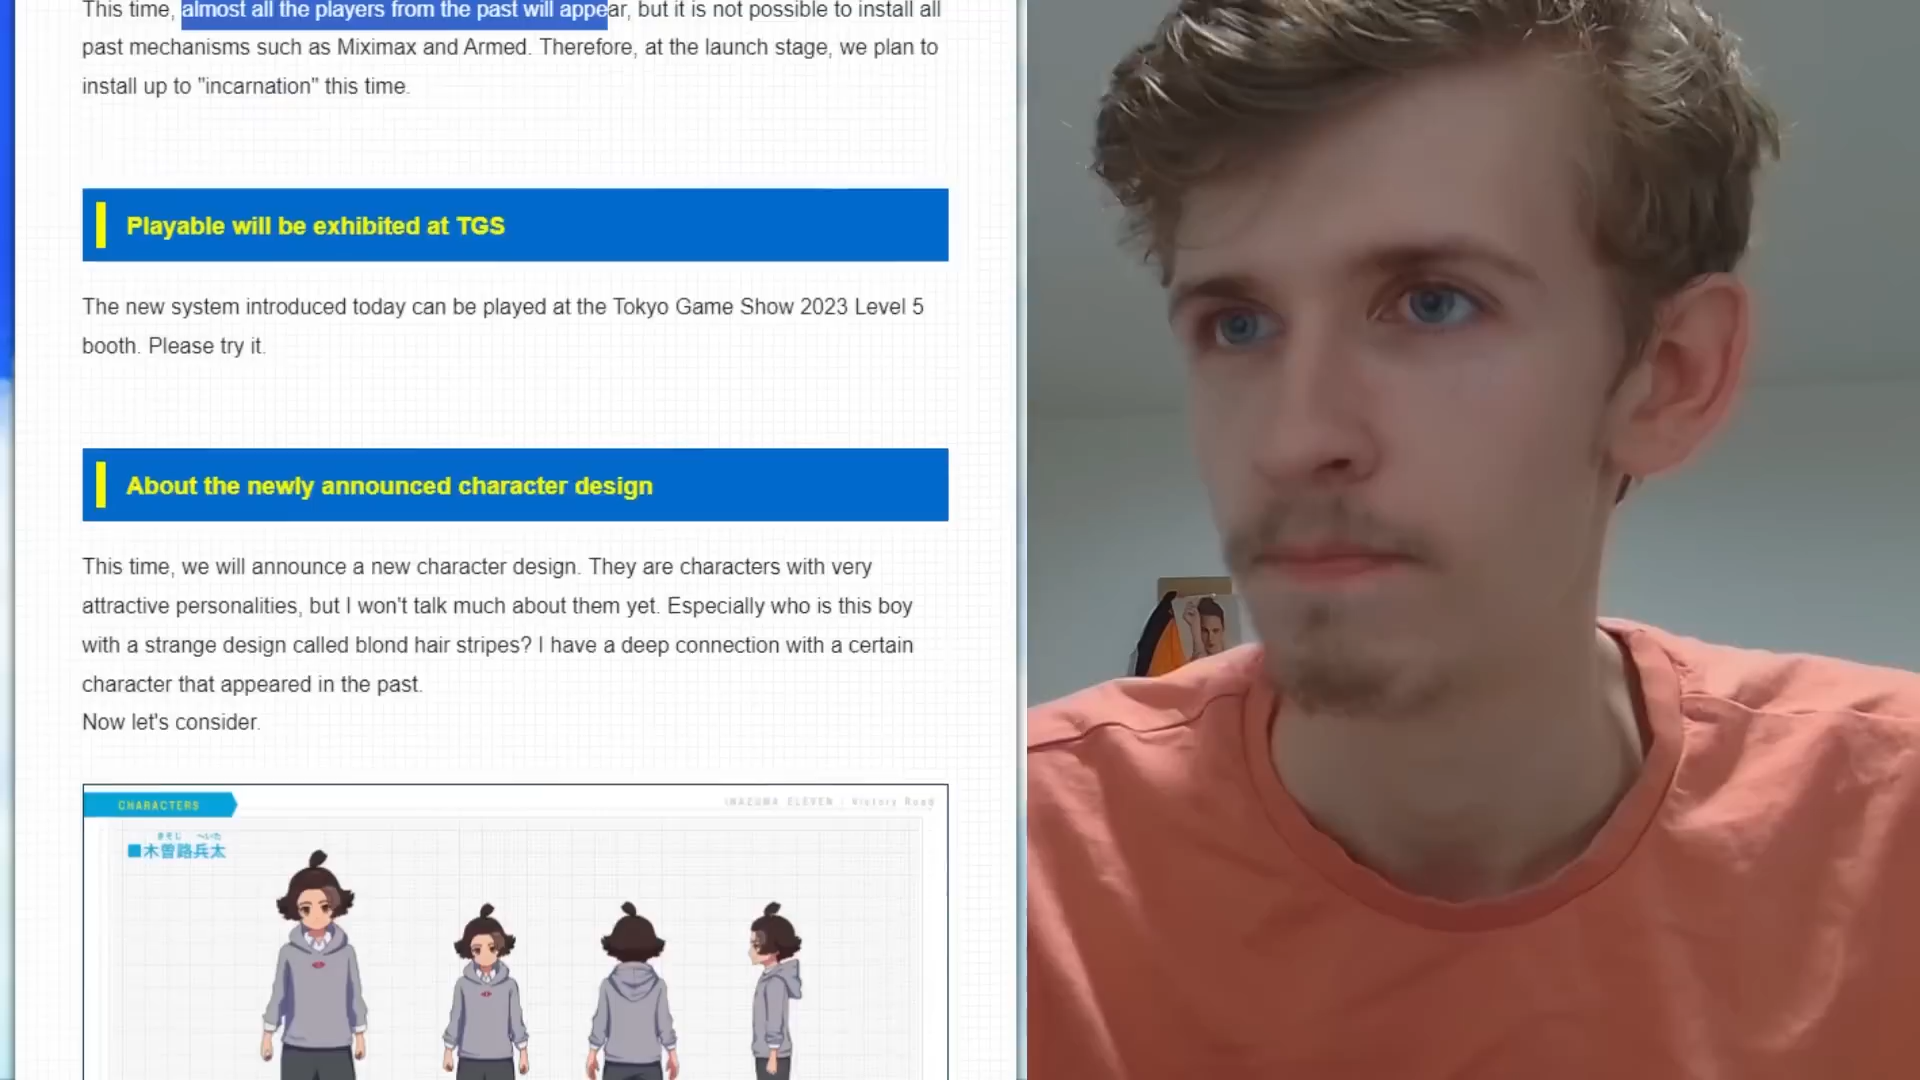 This time, almost all the players from the past will appear, but it is not possible to install all
past mechanisms such as Miximax and Armed. Therefore, at the launch stage, we plan to
install up to "incarnation" this time.
Playable will be exhibited at TGS
The new system introduced today can be played at the Tokyo Game Show 2023 Level 5
booth. Please try it.
About the newly announced character design
This time, we will announce a new character design. They are characters with very
attractive personalities, but I won't talk much about them yet. Especially who is this boy
with a strange design called blond hair stripes? I have a deep connection with a certain
character that appeared in the past.
Now let's consider.
CHARACTERS
INAZUMA ELEVEN : Victory Road
■木曽路兵太